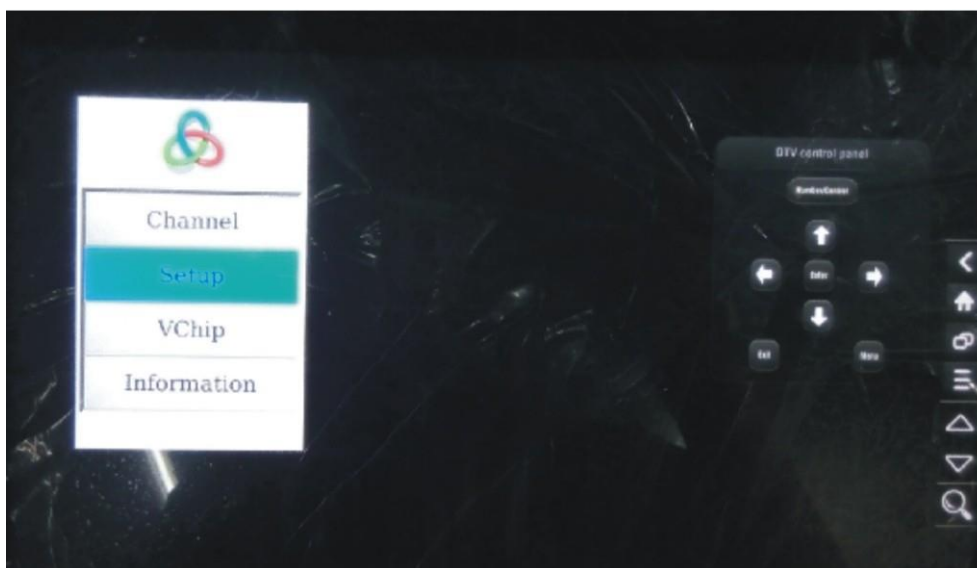 Channel
Setup
VChip
Information
DTV control panel
Enter
Exit
Menu